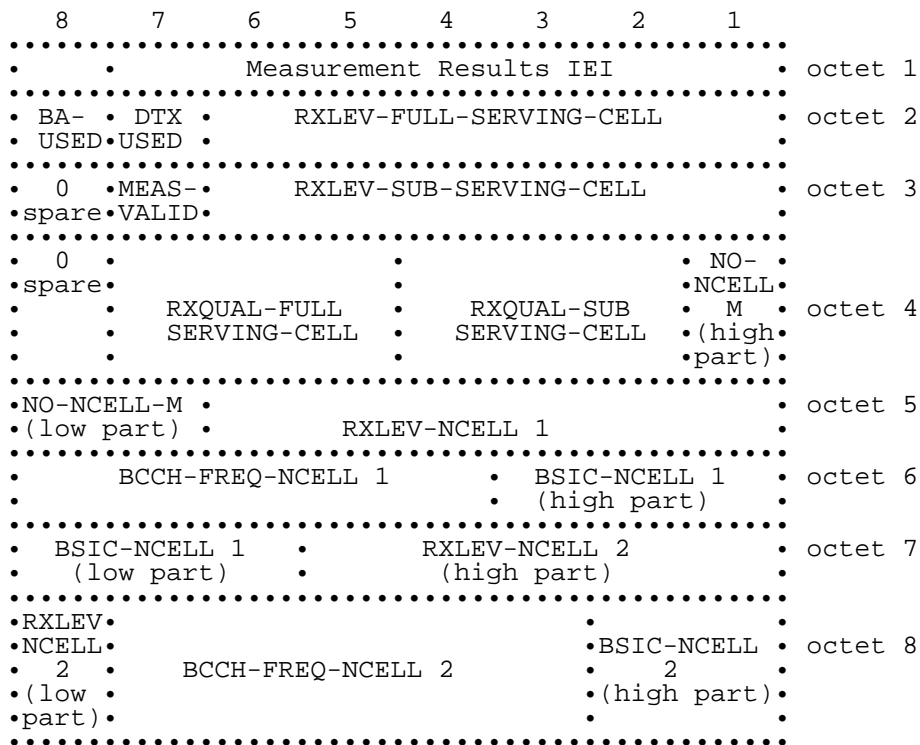 8 7 6 5 4 3 2 1
Measurement Results IEI octet 1
BA- DTX RXLEV-FULL-SERVING-CELL octet 2
USED USED
0 MEAS- RXLEV-SUB-SERVING-CELL octet 3
spare VALID
0 NO-
spare NCELL
RXQUAL-FULL RXQUAL-SUB M octet 4
SERVING-CELL SERVING-CELL (high
part)
NO-NCELL-M octet 5
(low part) RXLEV-NCELL 1
BCCH-FREQ-NCELL 1 BSIC-NCELL 1 octet 6
(high part)
BSIC-NCELL 1 RXLEV-NCELL 2 octet 7
(low part) (high part)
RXLEV
NCELL BSIC-NCELL octet 8
2 BCCH-FREQ-NCELL 2 2
(low (high part)
part)